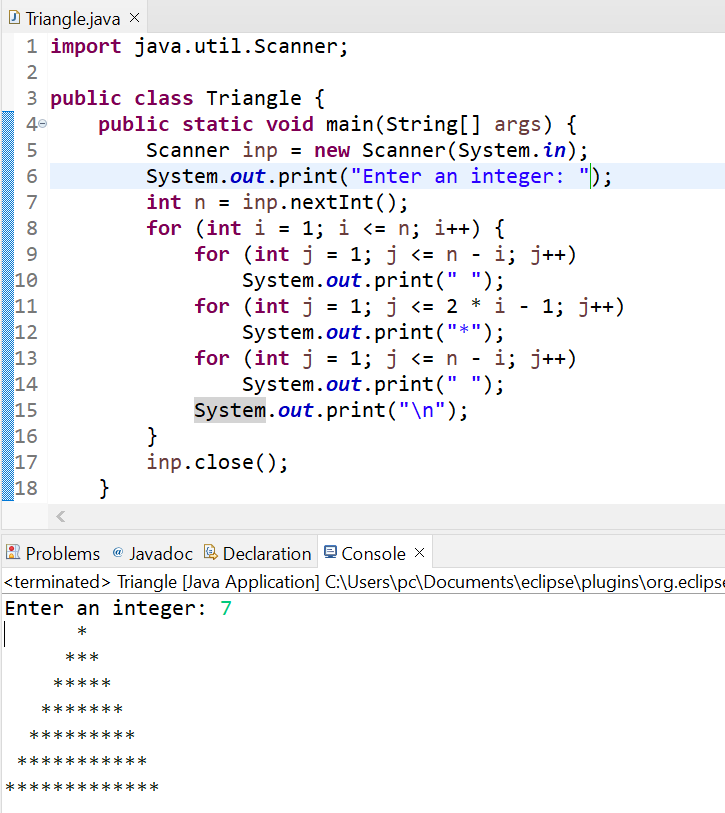 Triangle.java
1 import java.util.Scanner;
2
3 public class Triangle {
4     public static void main(String[] args) {
5         Scanner inp = new Scanner(System.in);
6         System.out.print("Enter an integer: ");
7         int n = inp.nextInt();
8         for (int i = 1; i <= n; i++) {
9             for (int j = 1; j <= n - i; j++)
10                 System.out.print(" ");
11             for (int j = 1; j <= 2 * i - 1; j++)
12                 System.out.print("*");
13             for (int j = 1; j <= n - i; j++)
14                 System.out.print(" ");
15             System.out.print("\n");
16         }
17         inp.close();
18     }
Problems @ Javadoc Declaration Console
<terminated> Triangle [Java Application] C:\Users\pc\Documents\eclipse\plugins\org.eclipse
Enter an integer: 7
      *
     ***
    *****
   *******
  *********
 ***********
*************